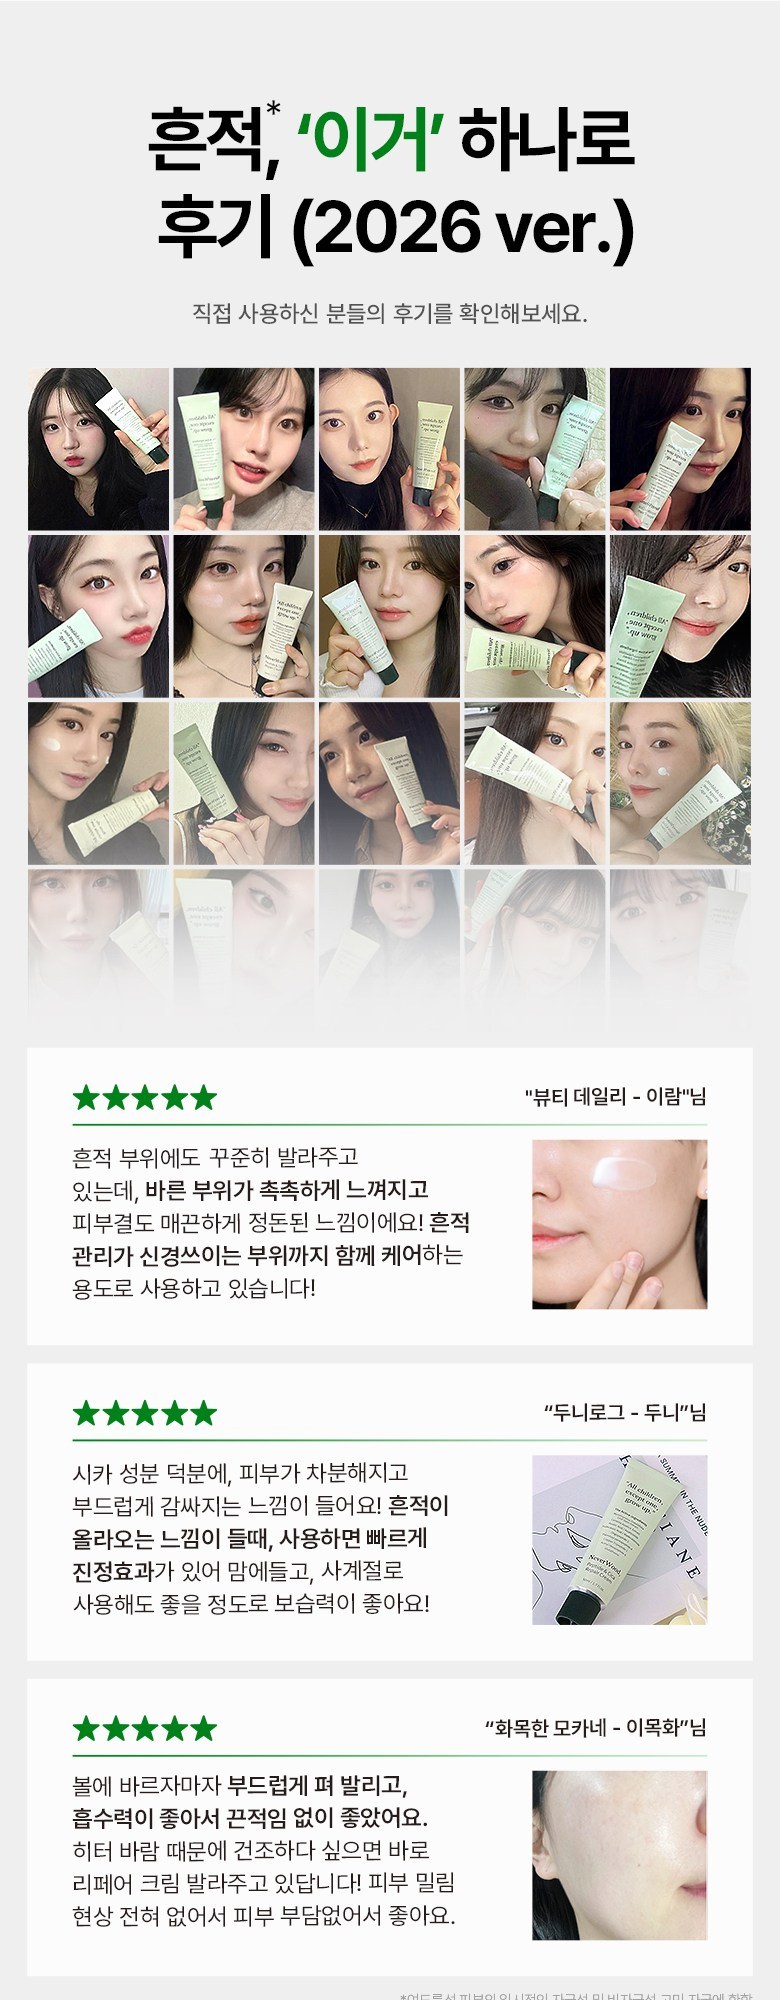 흔적,* ‘이거’ 하나로
후기 (2026 ver.)
직접 사용하신 분들의 후기를 확인해보세요.
"뷰티 데일리 - 이람"님
흔적 부위에도 꾸준히 발라주고
있는데, 바른 부위가 촉촉하게 느껴지고
피부결도 매끈하게 정돈된 느낌이에요! 흔적
관리가 신경쓰이는 부위까지 함께 케어하는
용도로 사용하고 있습니다!
“두니로그 - 두니”님
시카 성분 덕분에, 피부가 차분해지고
부드럽게 감싸지는 느낌이 들어요! 흔적이
올라오는 느낌이 들때, 사용하면 빠르게
진정효과가 있어 맘에들고, 사계절로
사용해도 좋을 정도로 보습력이 좋아요!
"All children,
except one,
grow up."
SeverWood,
Peptide & Cica
Repair Cream
SUMMER IN THE NUDE
“화목한 모카네 - 이목화”님
볼에 바르자마자 부드럽게 펴 발리고,
흡수력이 좋아서 끈적임 없이 좋았어요.
히터 바람 때문에 건조하다 싶으면 바로
리페어 크림 발라주고 있답니다! 피부 밀림
현상 전혀 없어서 피부 부담없어서 좋아요.